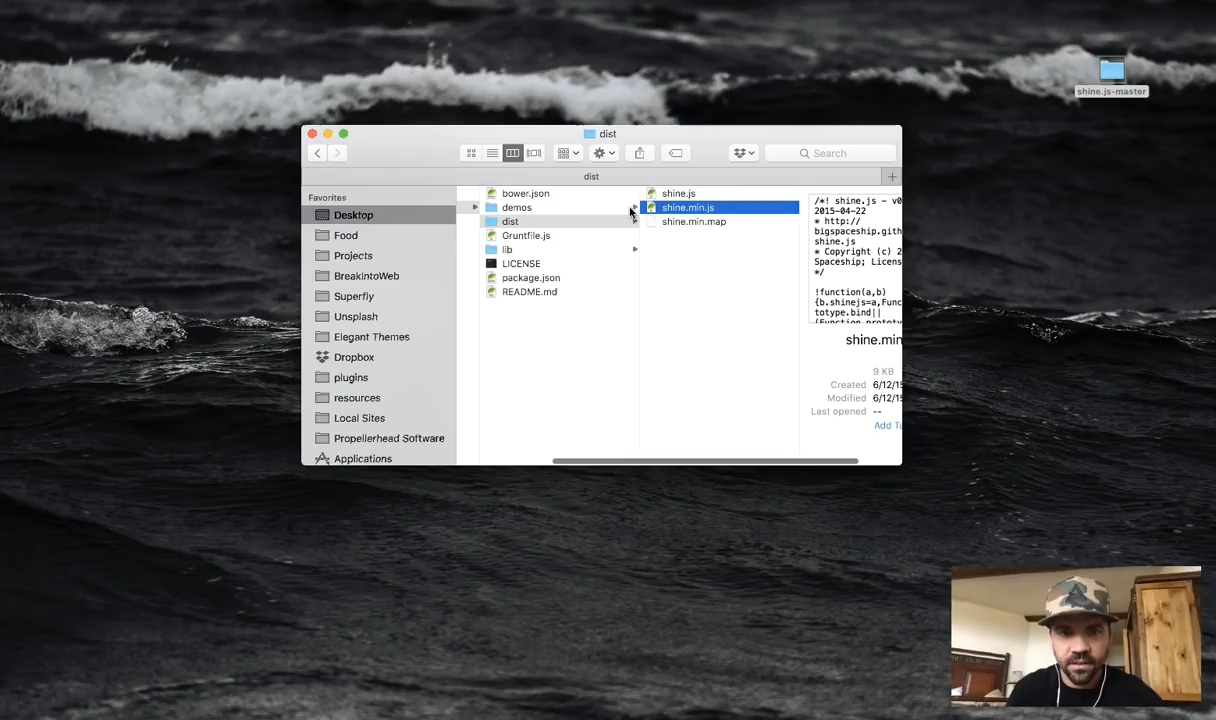 shine.js-master
dist
Search
dist
Favorites
Desktop
Food
Projects
BreakIntoWeb
Superfly
Unsplash
Elegant Themes
Dropbox
plugins
resources
Local Sites
Propellerhead Software
Applications
bower.json
demos
dist
Gruntfile.js
lib
LICENSE
package.json
README.md
shine.js
shine.min.js
shine.min.map
/*! shine.js - v0
2015-04-22
* http://
bigspaceship.gith
shine.js
* Copyright (c) 2
Spaceship; Licens
*/
!function(a,b)
{b.shinejs=a,Func
totype.bind||
(Function.prototy
shine.min
9 KB
Created 6/12/15
Modified 6/12/15
Last opened --
Add Ta